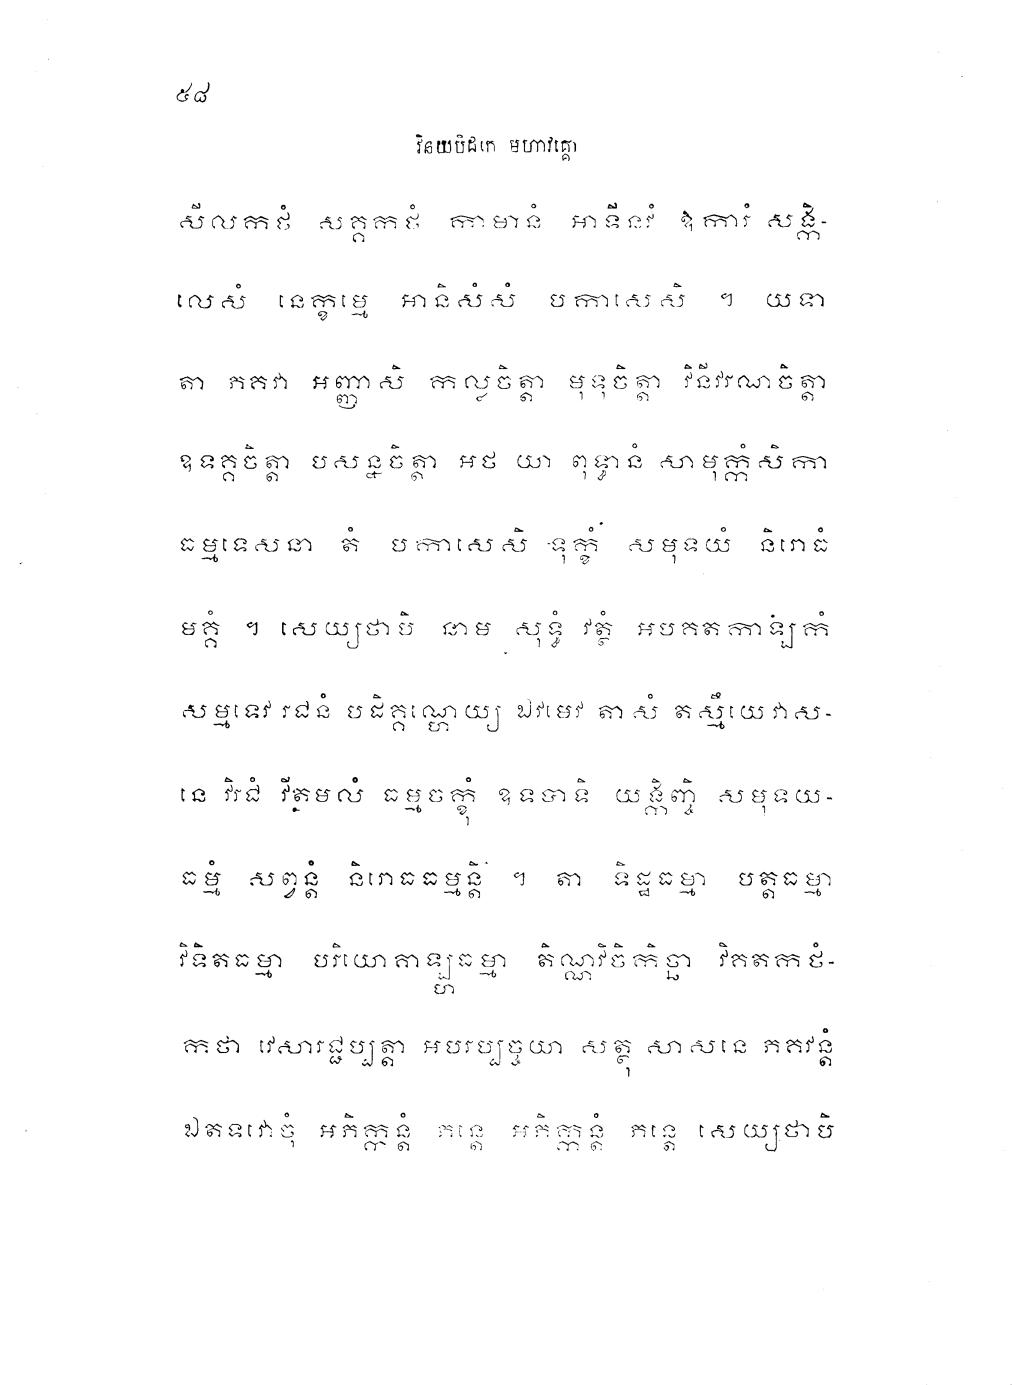 ៥៨
វិនយបិដកេ មហាវគ្គោ
សីលកថំ សគ្គកថំ កាមានំ អាទីនវំ ឱការំ សង្កិ-
លេសំ នេក្ខម្មេ អានិសំសំ បកាសេសិ ។ យទា
តា ភគវា អញ្ញាសិ កល្លចិត្តា មុទុចិត្តា វិនីវរណចិត្តា
ឧទគ្គចិត្តា បសន្នចិត្តា អថ យា ពុទ្ធានំ សាមុក្កំសិកា
ធម្មទេសនា តំ បកាសេសិ ទុក្ខំ សមុទយំ និរោធំ
មគ្គំ ។ សេយ្យថាបិ នាម សុទ្ធំ វត្ថំ អបគតកាឡកំ
សម្មទេវ រជនំ បដិគ្គណ្ហេយ្យ ឯវមេវ តាសំ តស្មឹយេវាស-
នេ វិរជំ វីតមលំ ធម្មចក្ខុំ ឧទបាទិ យង្កិញ្ចិ សមុទយ-
ធម្មំ សព្វន្តំ និរោធធម្មន្តិ ។ តា ទិដ្ឋធម្មា បត្តធម្មា
វិទិតធម្មា បរិយោគាឡ្ហធម្មា តិណ្ណវិចិកិច្ឆា វិគតកថំ-
កថា វេសារជ្ជប្បត្តា អបរប្បច្ចយា សត្ថុ សាសនេ ភគវន្តំ
ឯតទវោចុំ អភិក្កន្តំ ភន្តេ អភិក្កន្តំ ភន្តេ សេយ្យថាបិ